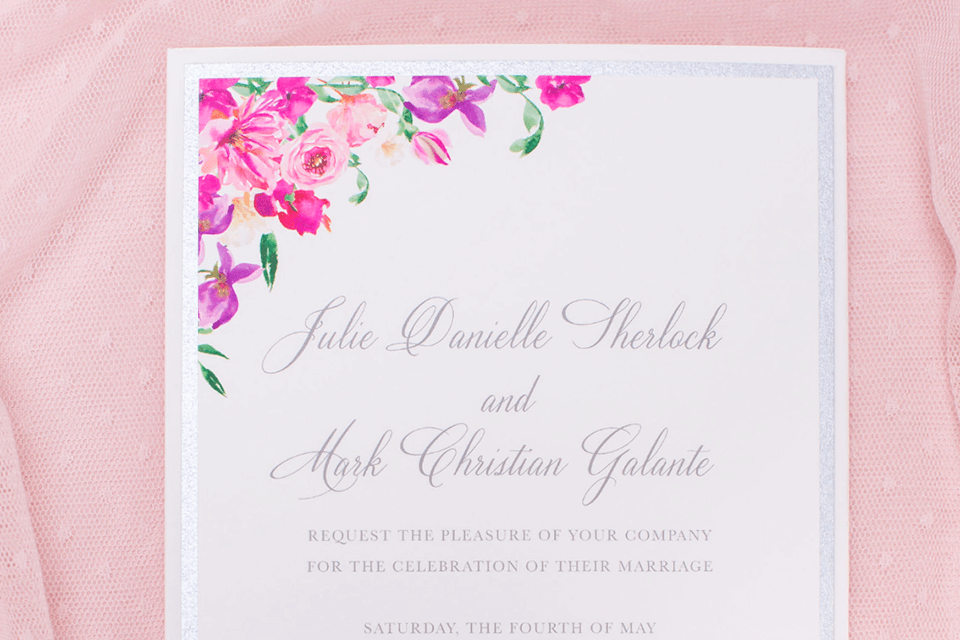 Julie Danielle Sherlock
and
Mark Christian Galante
REQUEST THE PLEASURE OF YOUR COMPANY
FOR THE CELEBRATION OF THEIR MARRIAGE
SATURDAY, THE FOURTH OF MAY